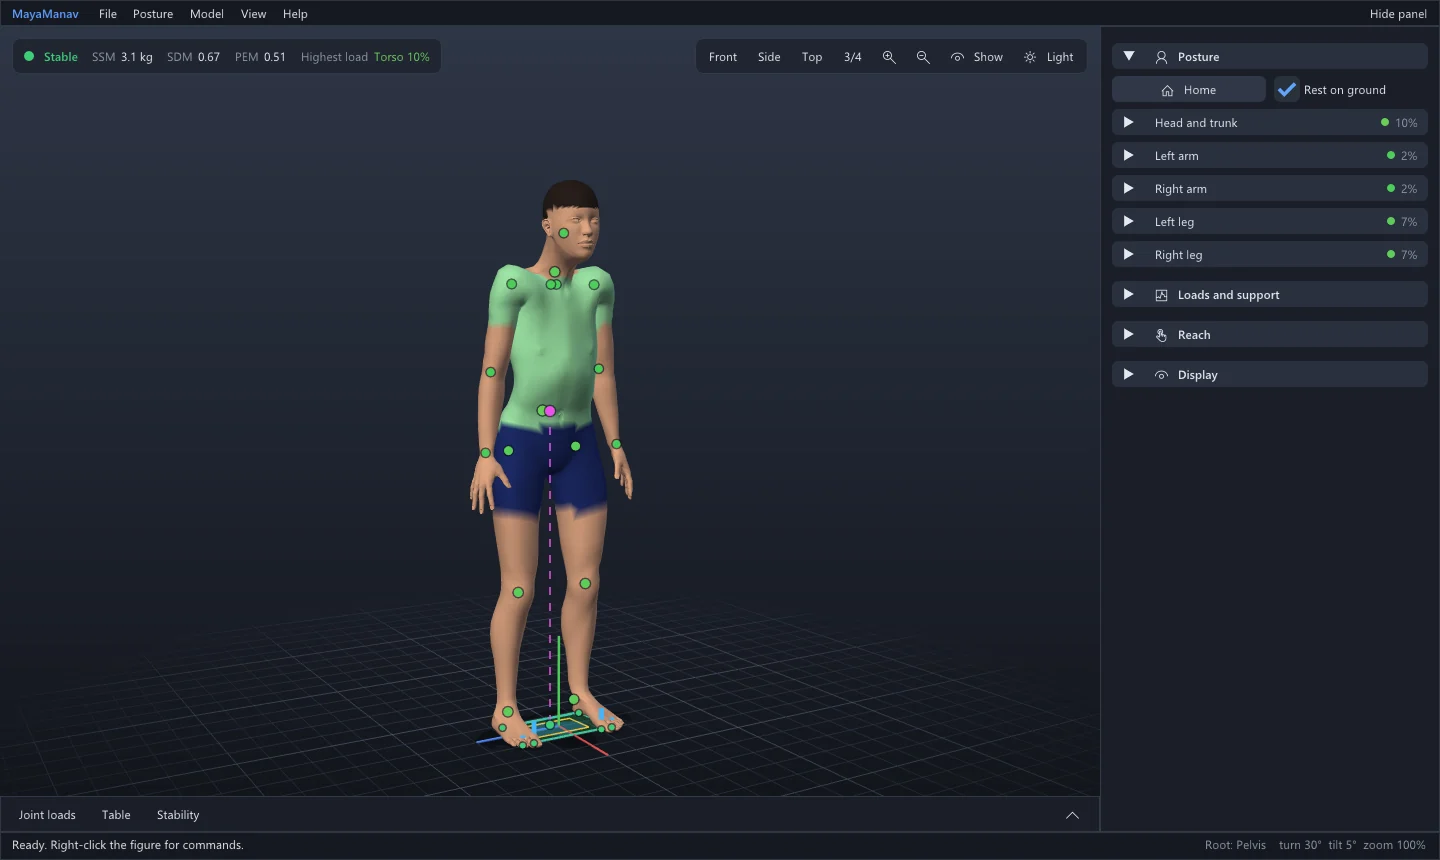 MayaManav File Posture Model View Help Hide panel
Stable SSM 3.1 kg SDM 0.67 PEM 0.51 Highest load Torso 10%
Front Side Top 3/4 Show Light
Posture
Home Rest on ground
Head and trunk 10%
Left arm 2%
Right arm 2%
Left leg 7%
Right leg 7%
Loads and support
Reach
Display
Joint loads Table Stability
Ready. Right-click the figure for commands. Root: Pelvis turn 30° tilt 5° zoom 100%